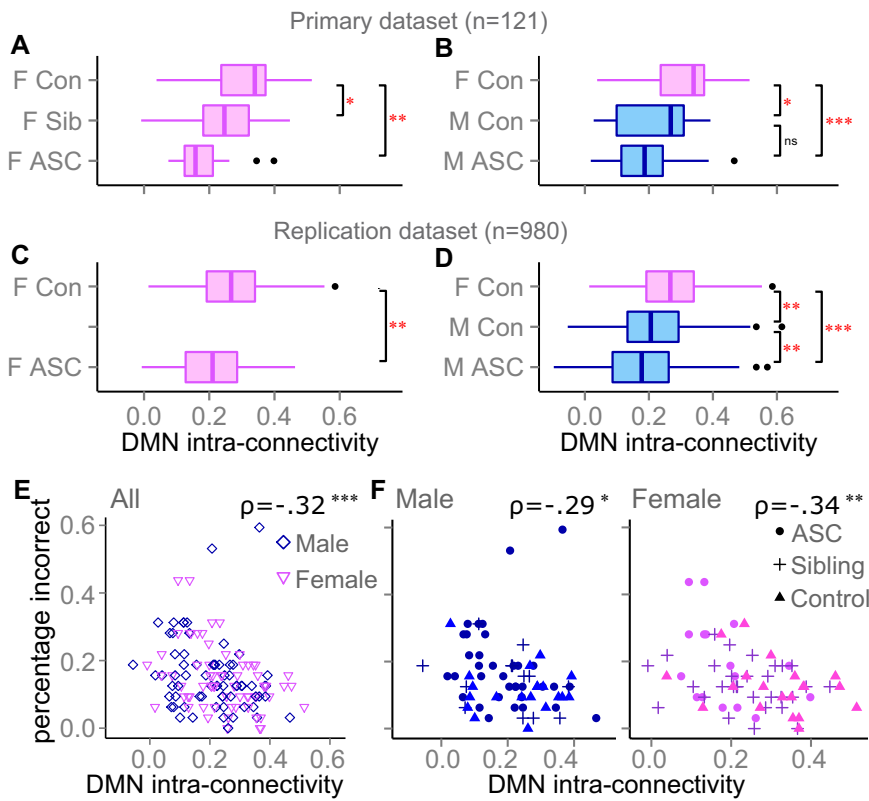 Primary dataset (n=121)
A
F Con
F Sib
F ASC
*
**
B
F Con
M Con
M ASC
*
ns
***
Replication dataset (n=980)
C
F Con
F ASC
**
0.0 0.2 0.4 0.6
DMN intra-connectivity
D
F Con
M Con
M ASC
**
**
***
0.0 0.2 0.4 0.6
DMN intra-connectivity
E
All
ρ=-.32 ***
Male
Female
percentage incorrect
0.6
0.4
0.2
0.0
0.0 0.2 0.4
DMN intra-connectivity
F
Male
ρ=-.29 *
Female
ρ=-.34 **
ASC
Sibling
Control
0.0 0.2 0.4
0.0 0.2 0.4
DMN intra-connectivity